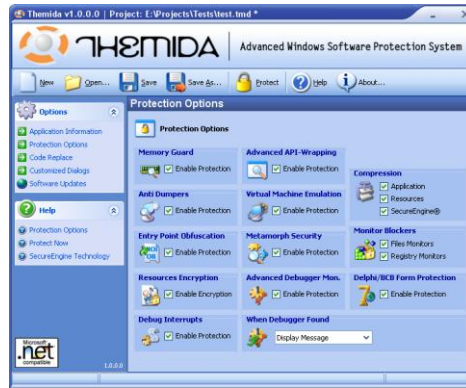 Themida v1.0.0.0 | Project: E:\Projects\Tests\test.tmd *
THEMIDA
Advanced Windows Software Protection System
New
Open...
Save
Save As...
Protect
Help
About...
Options
Application Information
Protection Options
Code Replace
Customized Dialogs
Software Updates
Help
Protection Options
Protect Now
SecureEngine Technology
Microsoft
.net
compatible
1.0.0.0
Protection Options
Protection Options
Memory Guard
Enable Protection
Anti Dumpers
Enable Protection
Entry Point Obfuscation
Enable Protection
Resources Encryption
Enable Encryption
Debug Interrupts
Enable Protection
Advanced API-Wrapping
Enable Protection
Virtual Machine Emulation
Enable Protection
Metamorph Security
Enable Protection
Advanced Debugger Mon.
Enable Protection
When Debugger Found
Display Message
Compression
Application
Resources
SecureEngine®
Monitor Blockers
Files Monitors
Registry Monitors
Delphi/BCB Form Protection
Enable Protection